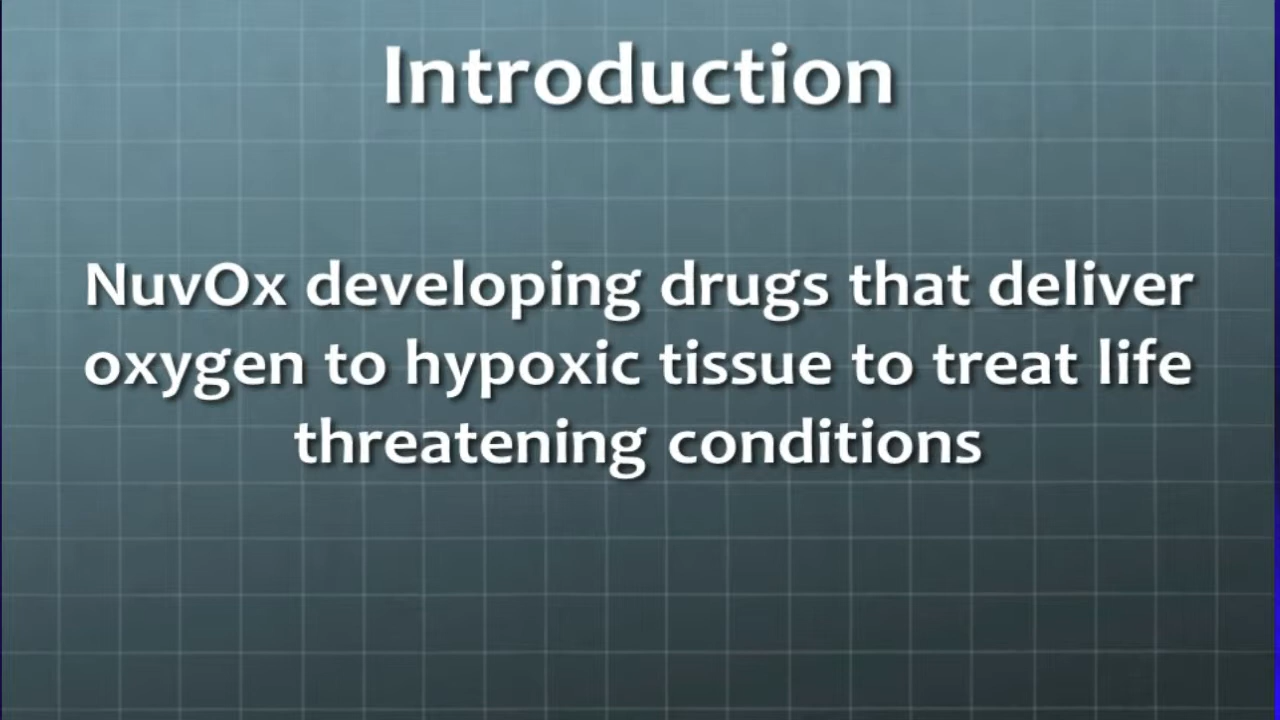 Introduction
NuvOx developing drugs that deliver
oxygen to hypoxic tissue to treat life
threatening conditions